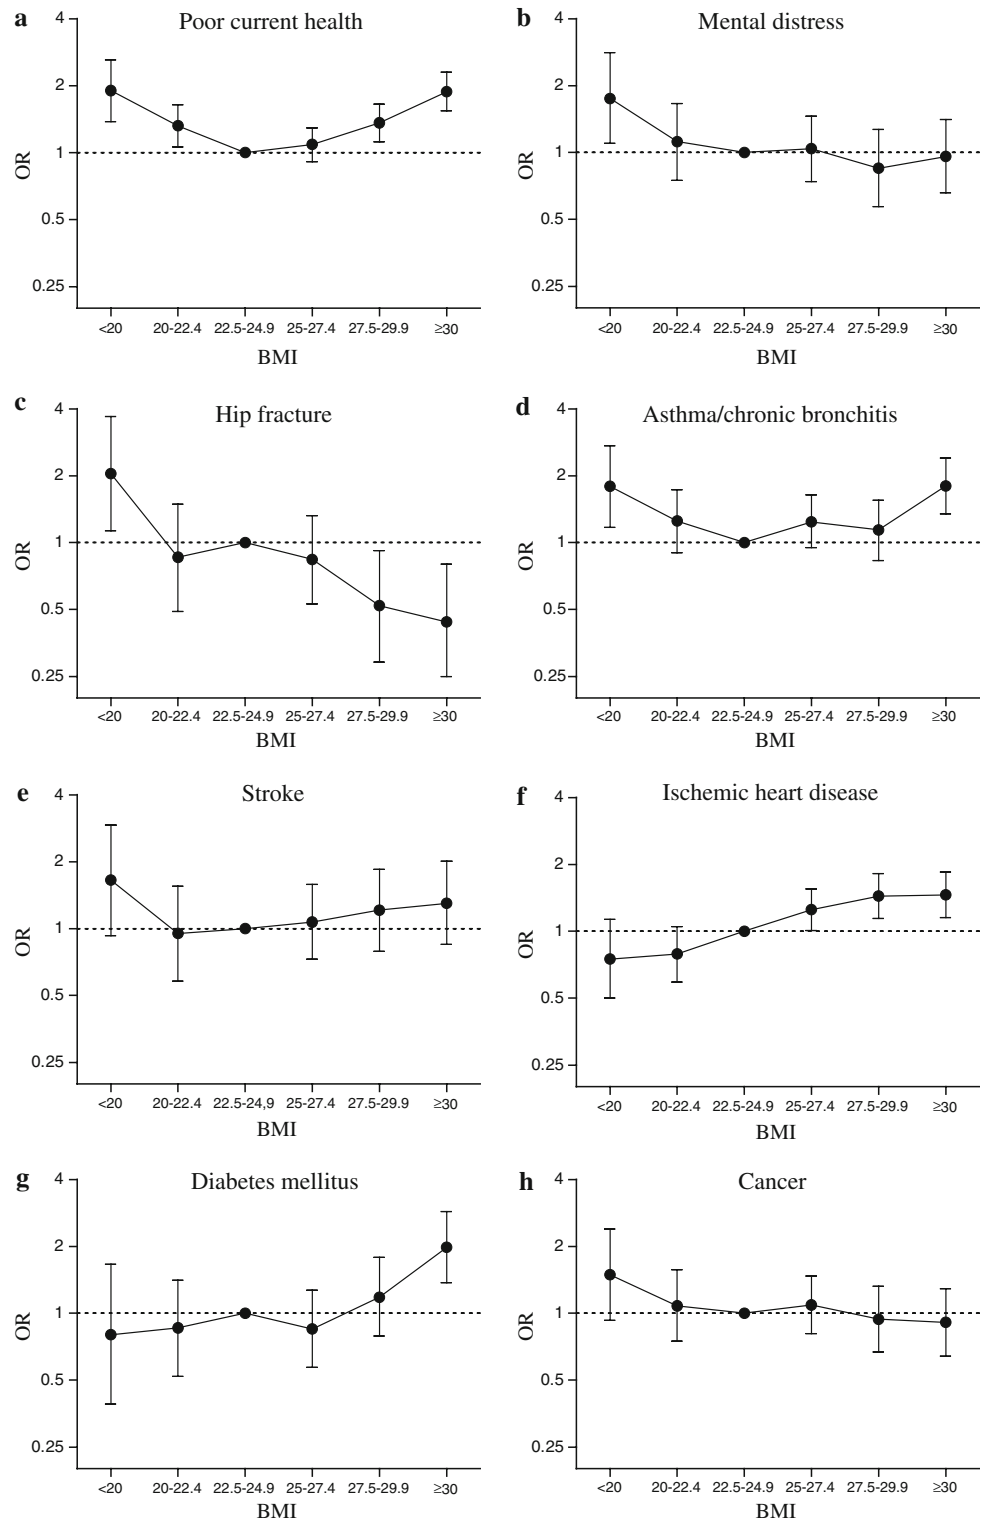 a Poor current health
4
2
1
0.5
0.25
OR
<20 20-22.4 22.5-24.9 25-27.4 27.5-29.9 ≥30
BMI
b Mental distress
4
2
1
0.5
0.25
OR
<20 20-22.4 22.5-24.9 25-27.4 27.5-29.9 ≥30
BMI
c Hip fracture
4
2
1
0.5
0.25
OR
<20 20-22.4 22.5-24.9 25-27.4 27.5-29.9 ≥30
BMI
d Asthma/chronic bronchitis
4
2
1
0.5
0.25
OR
<20 20-22.4 22.5-24.9 25-27.4 27.5-29.9 ≥30
BMI
e Stroke
4
2
1
0.5
0.25
OR
<20 20-22.4 22.5-24,9 25-27.4 27.5-29.9 ≥30
BMI
f Ischemic heart disease
4
2
1
0.5
0.25
OR
<20 20-22.4 22.5-24.9 25-27.4 27.5-29.9 ≥30
BMI
g Diabetes mellitus
4
2
1
0.5
0.25
OR
<20 20-22.4 22.5-24.9 25-27.4 27.5-29.9 ≥30
BMI
h Cancer
4
2
1
0.5
0.25
OR
<20 20-22.4 22.5-24.9 25-27.4 27.5-29.9 ≥30
BMI